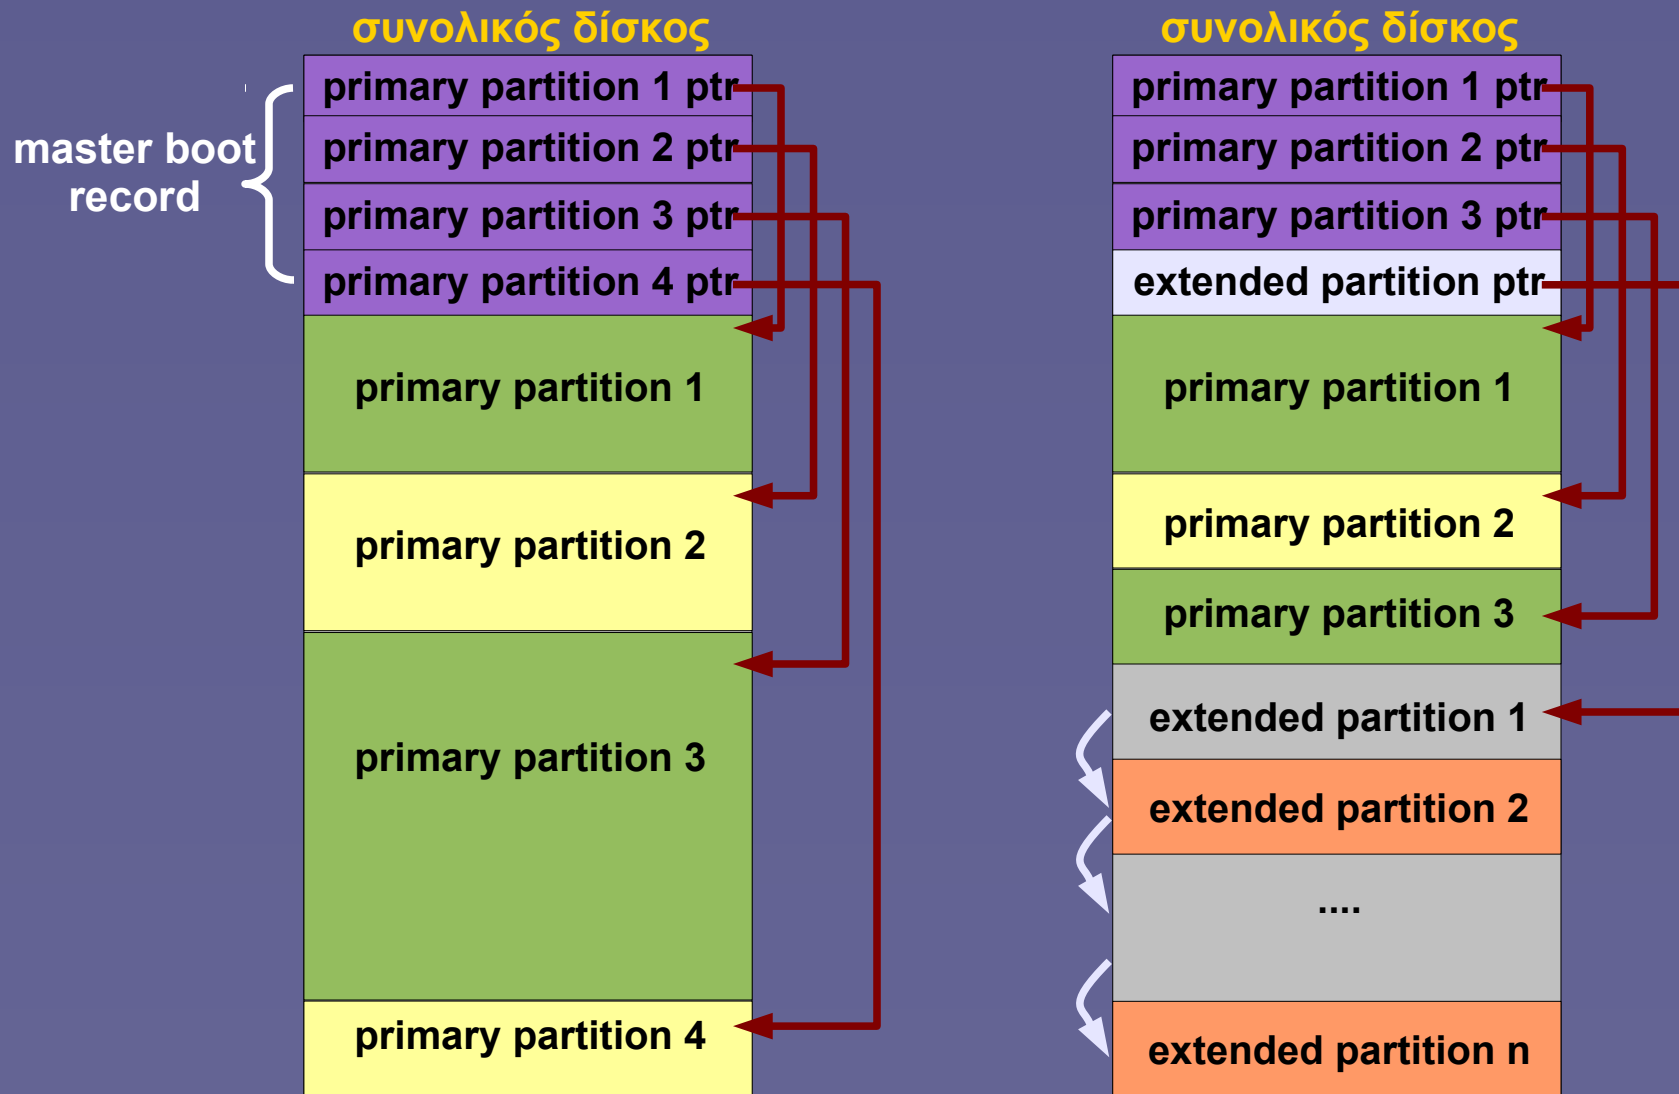 συνολικός δίσκος
master boot
record
primary partition 1 ptr
primary partition 2 ptr
primary partition 3 ptr
primary partition 4 ptr
primary partition 1
primary partition 2
primary partition 3
primary partition 4
συνολικός δίσκος
primary partition 1 ptr
primary partition 2 ptr
primary partition 3 ptr
extended partition ptr
primary partition 1
primary partition 2
primary partition 3
extended partition 1
extended partition 2
....
extended partition n